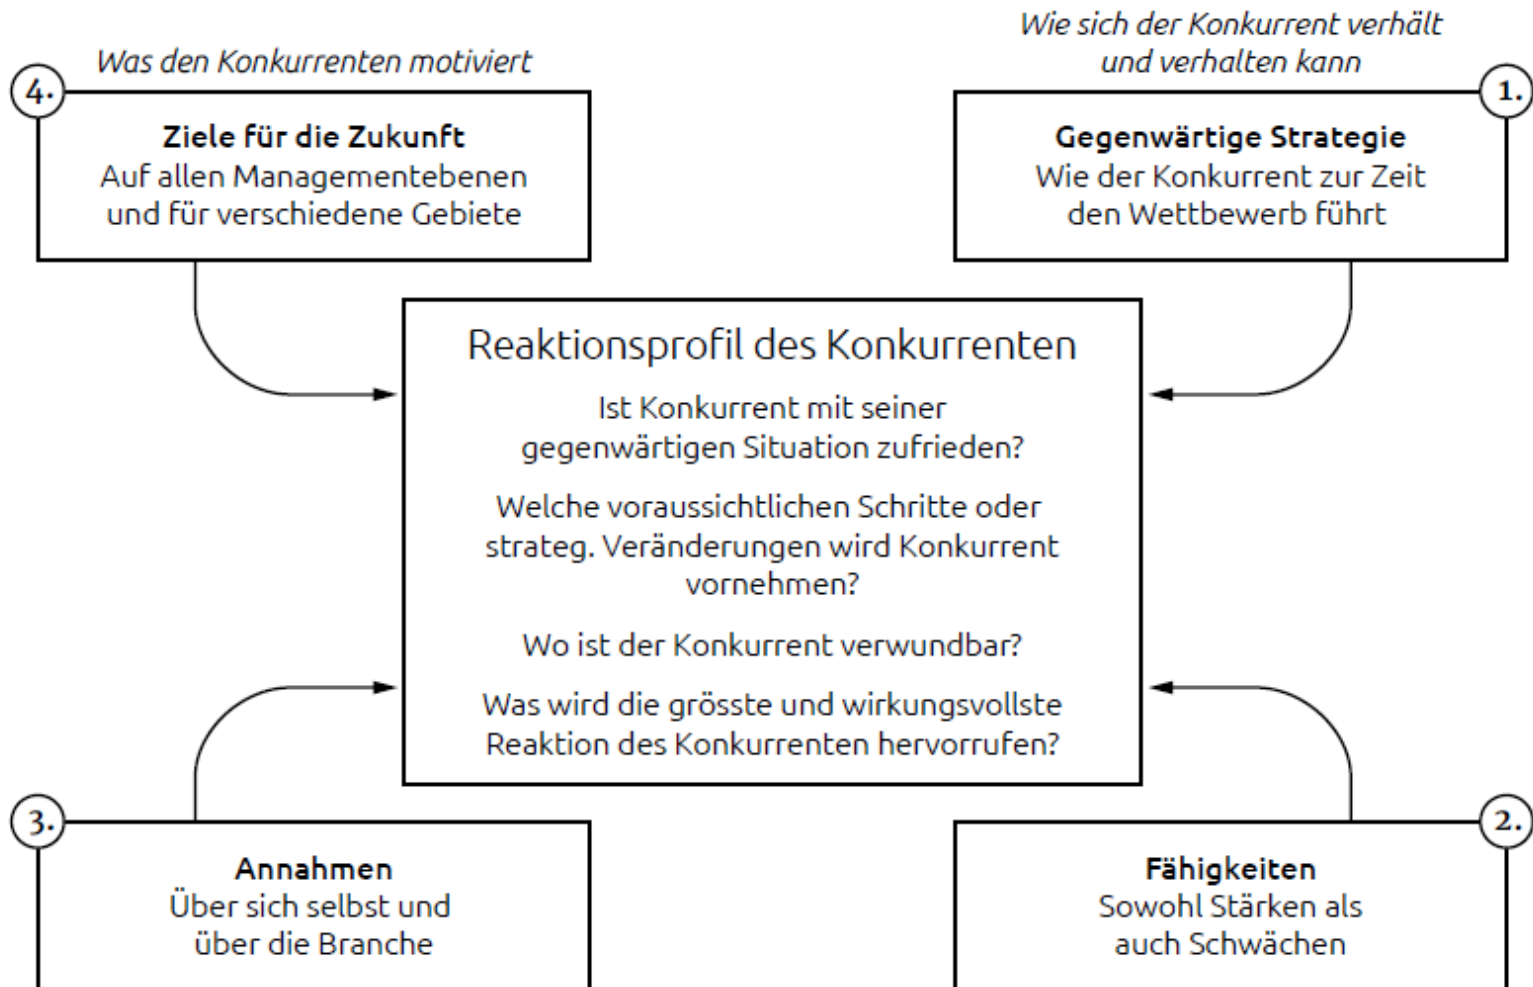 Was den Konkurrenten motiviert
4.
Ziele für die Zukunft
Auf allen Managementebenen
und für verschiedene Gebiete
Wie sich der Konkurrent verhält
und verhalten kann
1.
Gegenwärtige Strategie
Wie der Konkurrent zur Zeit
den Wettbewerb führt
Reaktionsprofil des Konkurrenten
Ist Konkurrent mit seiner
gegenwärtigen Situation zufrieden?
Welche voraussichtlichen Schritte oder
strateg. Veränderungen wird Konkurrent
vornehmen?
Wo ist der Konkurrent verwundbar?
Was wird die grösste und wirkungsvollste
Reaktion des Konkurrenten hervorrufen?
3.
Annahmen
Über sich selbst und
über die Branche
2.
Fähigkeiten
Sowohl Stärken als
auch Schwächen